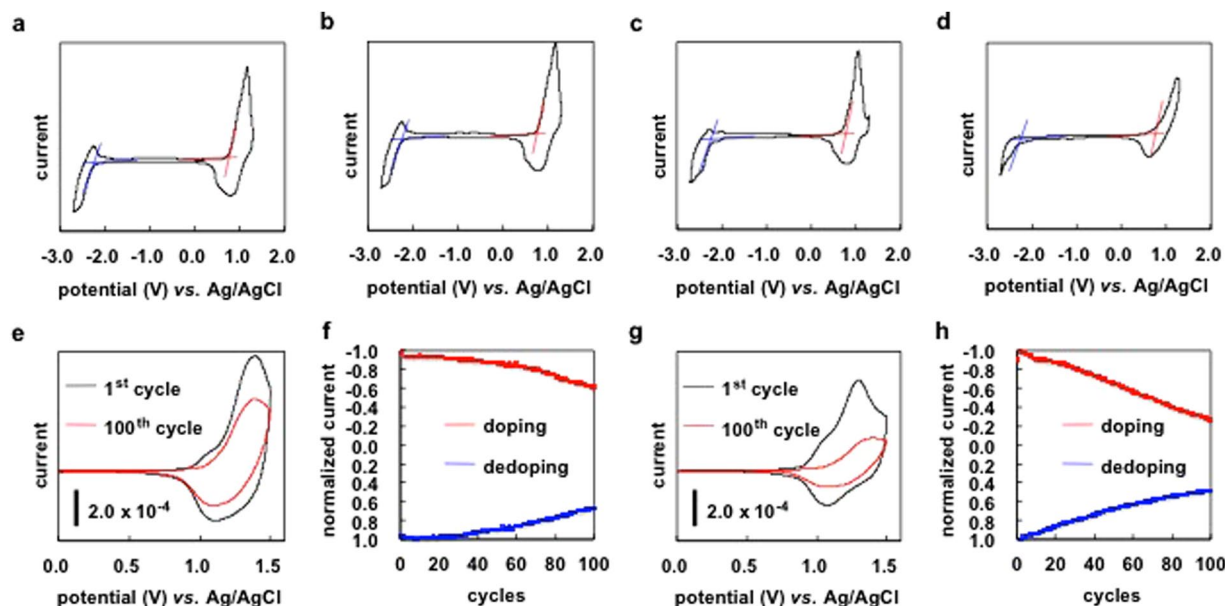 a
b
c
d
current
current
current
current
-3.0 -2.0 -1.0 0.0 1.0 2.0
-3.0 -2.0 -1.0 0.0 1.0 2.0
-3.0 -2.0 -1.0 0.0 1.0 2.0
-3.0 -2.0 -1.0 0.0 1.0 2.0
potential (V) vs. Ag/AgCl
potential (V) vs. Ag/AgCl
potential (V) vs. Ag/AgCl
potential (V) vs. Ag/AgCl
e
current
1st cycle
100th cycle
2.0 x 10-4
0.0 0.5 1.0 1.5
potential (V) vs. Ag/AgCl
f
normalized current
-1.0
-0.8
-0.6
-0.4
-0.2
0.0
0.2
0.4
0.6
0.8
1.0
doping
dedoping
0 20 40 60 80 100
cycles
g
current
1st cycle
100th cycle
2.0 x 10-4
0.0 0.5 1.0 1.5
potential (V) vs. Ag/AgCl
h
normalized current
-1.0
-0.8
-0.6
-0.4
-0.2
0.0
0.2
0.4
0.6
0.8
1.0
doping
dedoping
0 20 40 60 80 100
cycles